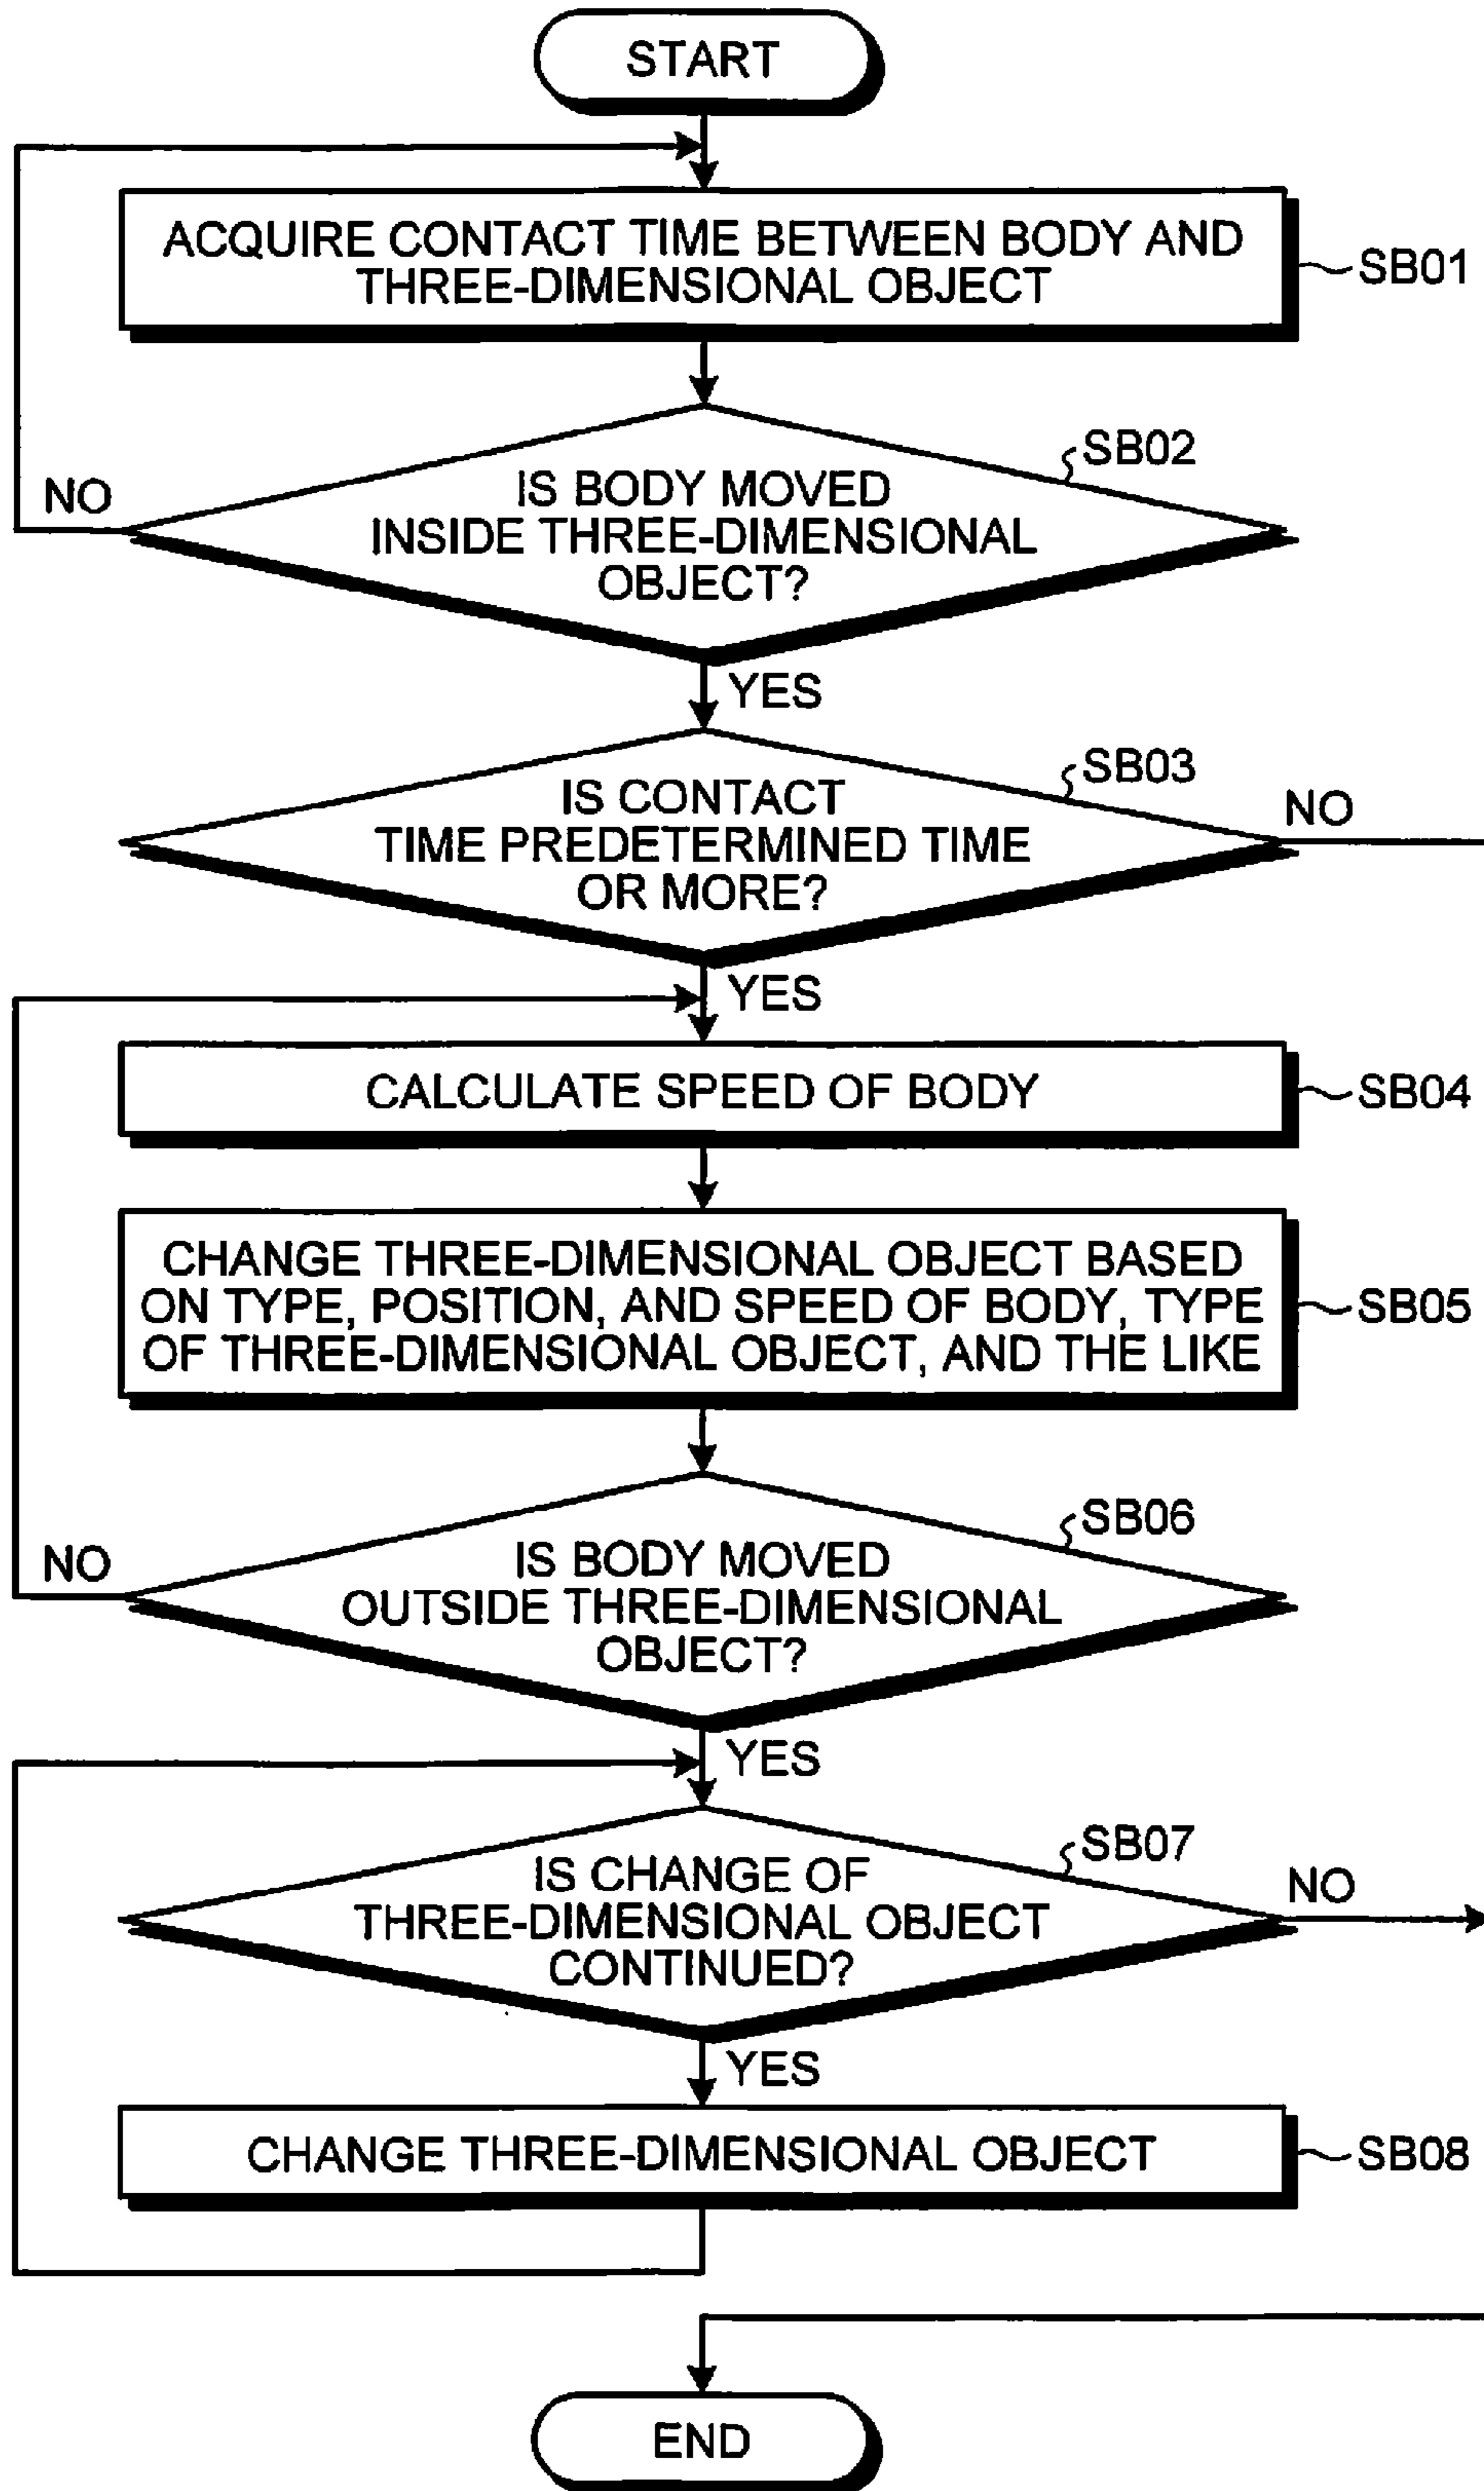 START
ACQUIRE CONTACT TIME BETWEEN BODY AND
THREE-DIMENSIONAL OBJECT
SB01
SB02
NO
IS BODY MOVED
INSIDE THREE-DIMENSIONAL
OBJECT?
YES
SB03
IS CONTACT
TIME PREDETERMINED TIME
OR MORE?
NO
YES
CALCULATE SPEED OF BODY
SB04
CHANGE THREE-DIMENSIONAL OBJECT BASED
ON TYPE, POSITION, AND SPEED OF BODY, TYPE
OF THREE-DIMENSIONAL OBJECT, AND THE LIKE
SB05
SB06
NO
IS BODY MOVED
OUTSIDE THREE-DIMENSIONAL
OBJECT?
YES
SB07
IS CHANGE OF
THREE-DIMENSIONAL OBJECT
CONTINUED?
NO
YES
CHANGE THREE-DIMENSIONAL OBJECT
SB08
END